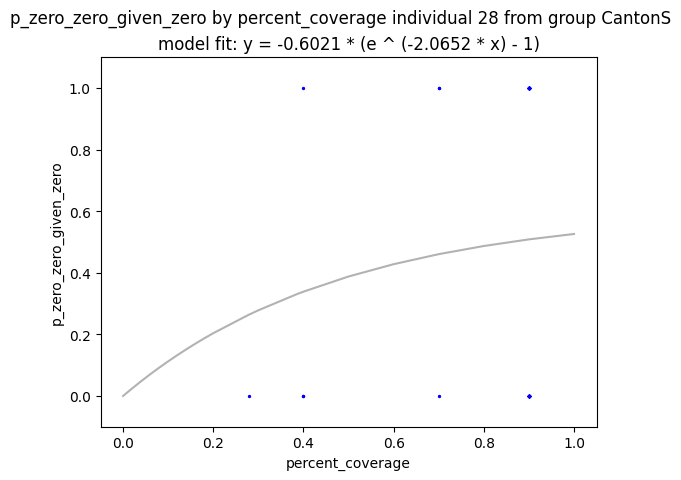 p_zero_zero_given_zero by percent_coverage individual 28 from group CantonS
model fit: y = -0.6021 * (e ^ (-2.0652 * x) - 1)
1.0
0.8
0.6
0.4
0.2
0.0
p_zero_zero_given_zero
0.0 0.2 0.4 0.6 0.8 1.0
percent_coverage